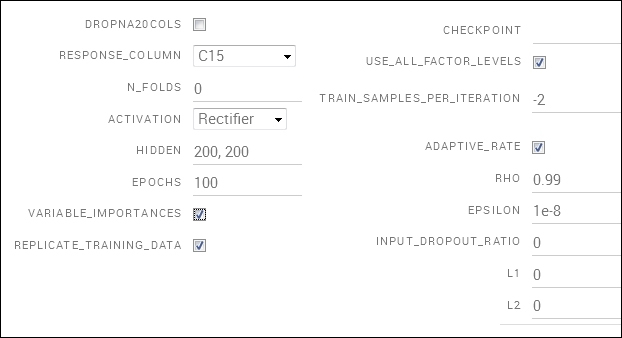 DROPNA20COLS
RESPONSE_COLUMN C15
N_FOLDS 0
ACTIVATION Rectifier
HIDDEN 200, 200
EPOCHS 100
VARIABLE_IMPORTANCES
REPLICATE_TRAINING_DATA
CHECKPOINT
USE_ALL_FACTOR_LEVELS
TRAIN_SAMPLES_PER_ITERATION -2
ADAPTIVE_RATE
RHO 0.99
EPSILON 1e-8
INPUT_DROPOUT_RATIO 0
L1 0
L2 0